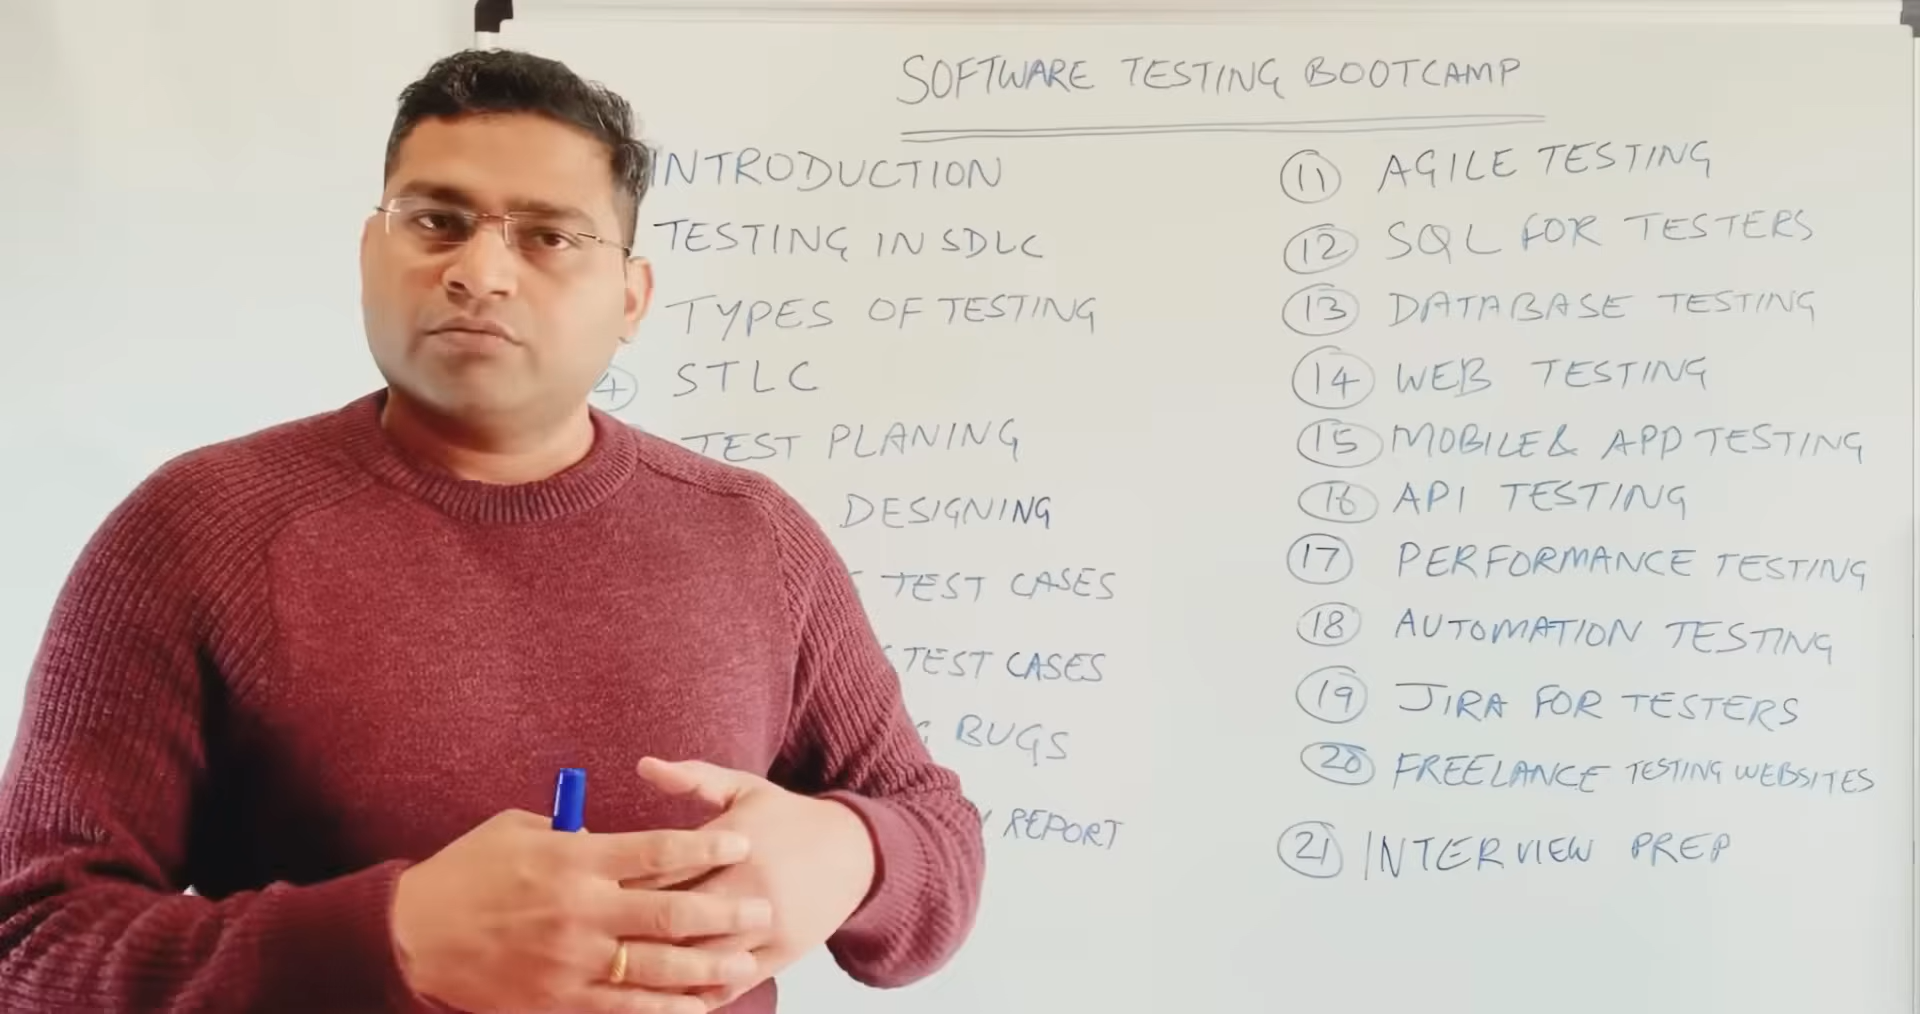 SOFTWARE TESTING BOOTCAMP
INTRODUCTION
TESTING IN SDLC
TYPES OF TESTING
4 STLC
TEST PLANING
DESIGNING
TEST CASES
TEST CASES
BUGS
REPORT
11 AGILE TESTING
12 SQL FOR TESTERS
13 DATABASE TESTING
14 WEB TESTING
15 MOBILE & APP TESTING
16 API TESTING
17 PERFORMANCE TESTING
18 AUTOMATION TESTING
19 JIRA FOR TESTERS
20 FREELANCE TESTING WEBSITES
21 INTERVIEW PREP